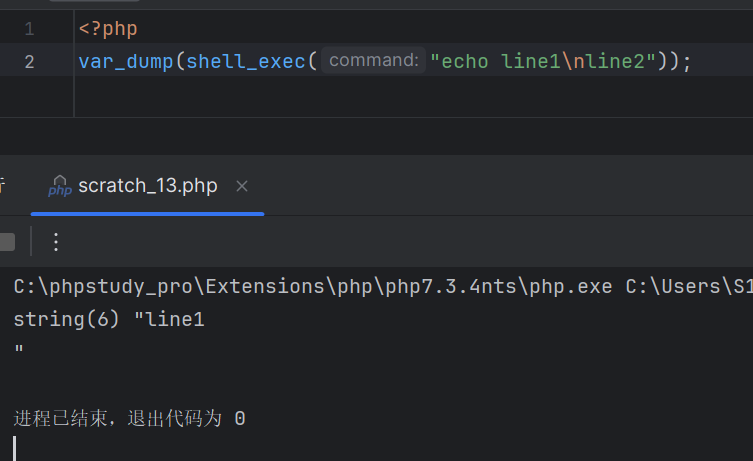 1 <?php
2 var_dump(shell_exec( command: "echo line1\nline2"));
php scratch_13.php ×
C:\phpstudy_pro\Extensions\php\php7.3.4nts\php.exe C:\Users\S1
string(6) "line1
"
进程已结束，退出代码为 0